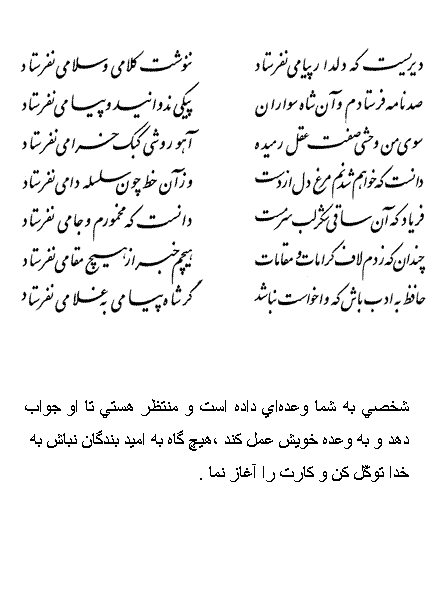 دیریست که دلدار پیامی نفرستاد ننوشت کلامی و سلامی نفرستاد
صد نامه فرستادم و آن شاه سواران پیکی ندوانید و پیامی نفرستاد
سوی من وحشی صفت عقل رمیده آهو روشی کبک خرامی نفرستاد
دانست که خواهم شدنم مرغ دل از دست وز آن خط چون سلسله دامی نفرستاد
فریاد که آن ساقی شکر لب سرمست دانست که مخمورم و جامی نفرستاد
چندان که زدم لاف کرامات و مقامات هیچم خبر از هیچ مقامی نفرستاد
حافظ به ادب باش که واخواست نباشد گر شاه پیامی به غلامی نفرستاد
شخصي به شما وعده‌اي داده است و منتظر هستي تا او جواب
دهد و به وعده خويش عمل كند ،هيچ گاه به اميد بندگان نباش به
خدا توكّل كن و كارت را آغاز نما .